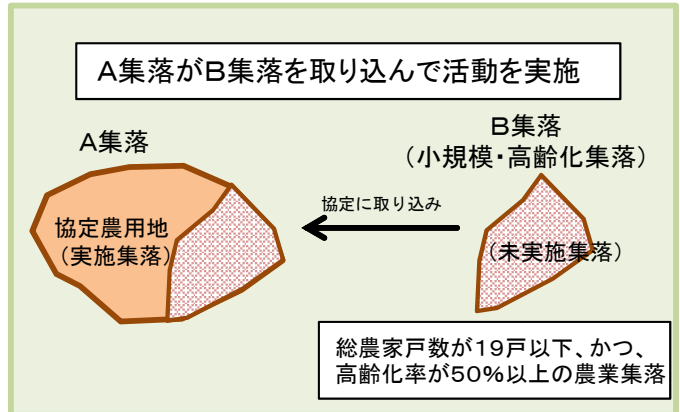 A集落がB集落を取り込んで活動を実施
A集落
B集落
(小規模・高齢化集落)
協定に取り込み
協定農用地
(実施集落)
(未実施集落)
総農家戸数が19戸以下、かつ、
高齢化率が50%以上の農業集落